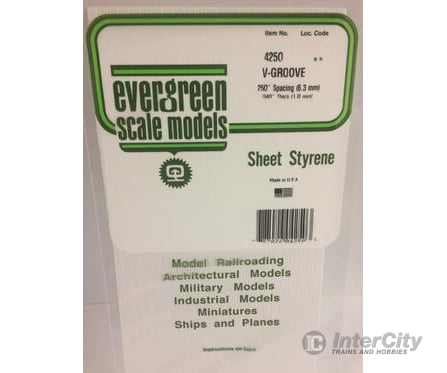 Item No. Loc. Code
4250
V-GROOVE
.250" Spacing (6.3 mm)
.040" Thick (1.0 mm)
evergreen
scale models
Sheet Styrene
Made in U S A
Model Railroading
Architectural Models
Military Models
Industrial Models
Miniatures
Ships and Planes
Instructions on back
IC InterCity
TRAINS AND HOBBIES